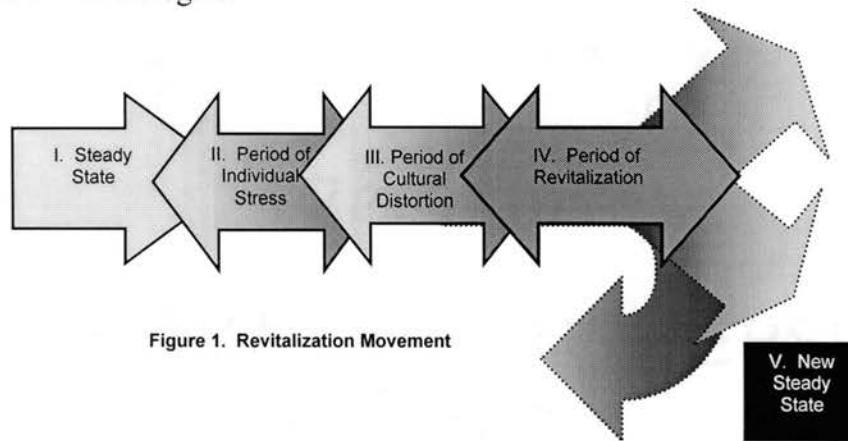 I. Steady
State
II. Period of
Individual
Stress
III. Period of
Cultural
Distortion
IV. Period of
Revitalization
Figure 1. Revitalization Movement
V. New
Steady
State